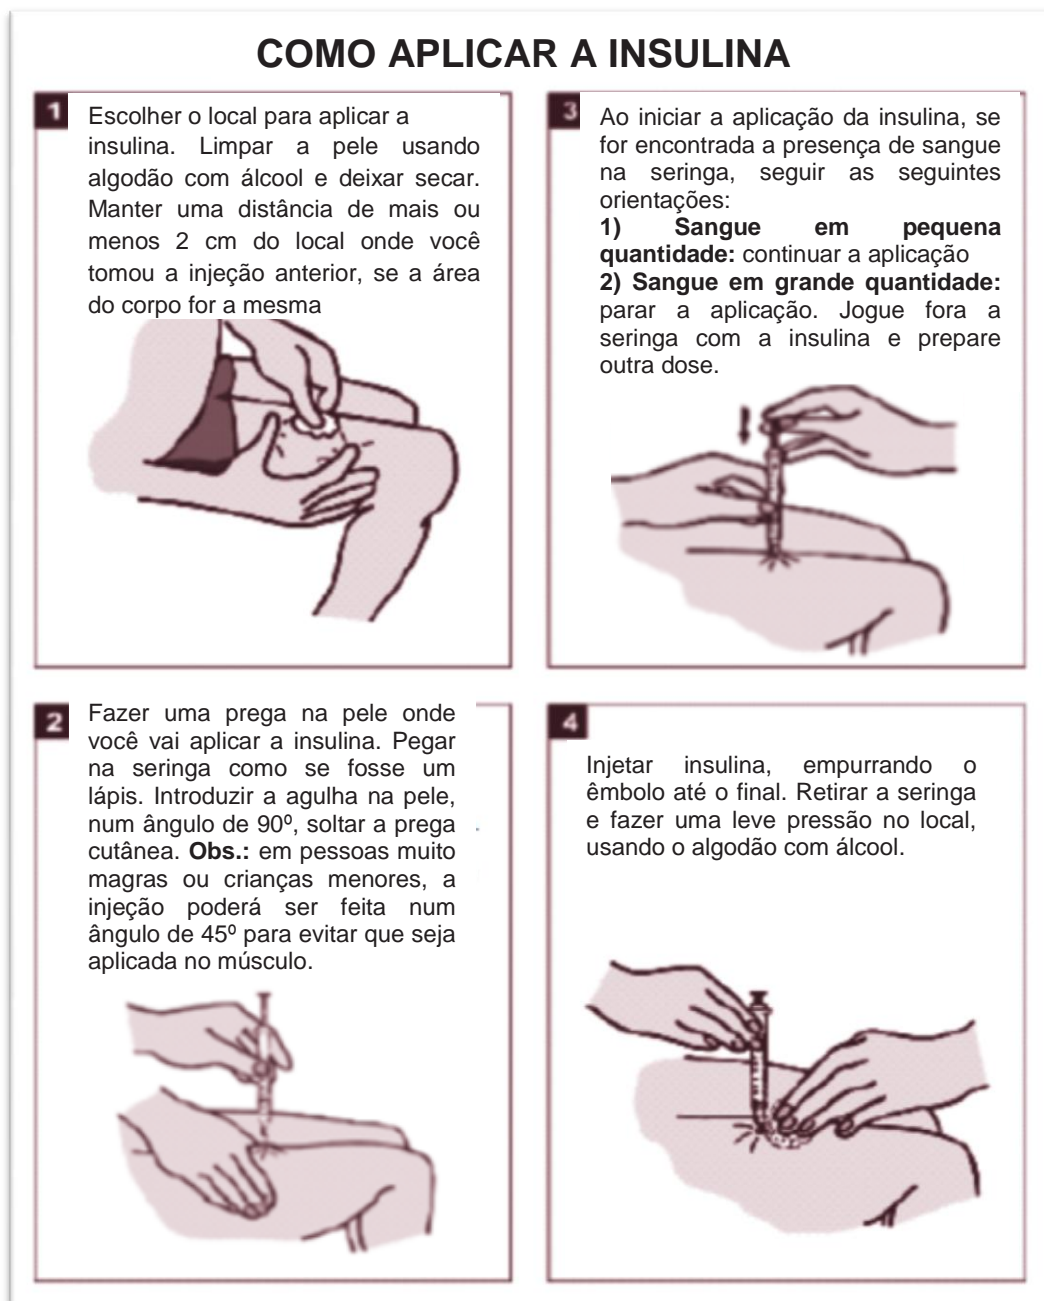 COMO APLICAR A INSULINA
1
Escolher o local para aplicar a
insulina. Limpar a pele usando
algodão com álcool e deixar secar.
Manter uma distância de mais ou
menos 2 cm do local onde você
tomou a injeção anterior, se a área
do corpo for a mesma
2
Fazer uma prega na pele onde
você vai aplicar a insulina. Pegar
na seringa como se fosse um
lápis. Introduzir a agulha na pele,
num ângulo de 90º, soltar a prega
cutânea. Obs.: em pessoas muito
magras ou crianças menores, a
injeção poderá ser feita num
ângulo de 45º para evitar que seja
aplicada no músculo.
3
Ao iniciar a aplicação da insulina, se
for encontrada a presença de sangue
na seringa, seguir as seguintes
orientações:
1) Sangue em pequena
quantidade: continuar a aplicação
2) Sangue em grande quantidade:
parar a aplicação. Jogue fora a
seringa com a insulina e prepare
outra dose.
4
Injetar insulina, empurrando o
êmbolo até o final. Retirar a seringa
e fazer uma leve pressão no local,
usando o algodão com álcool.